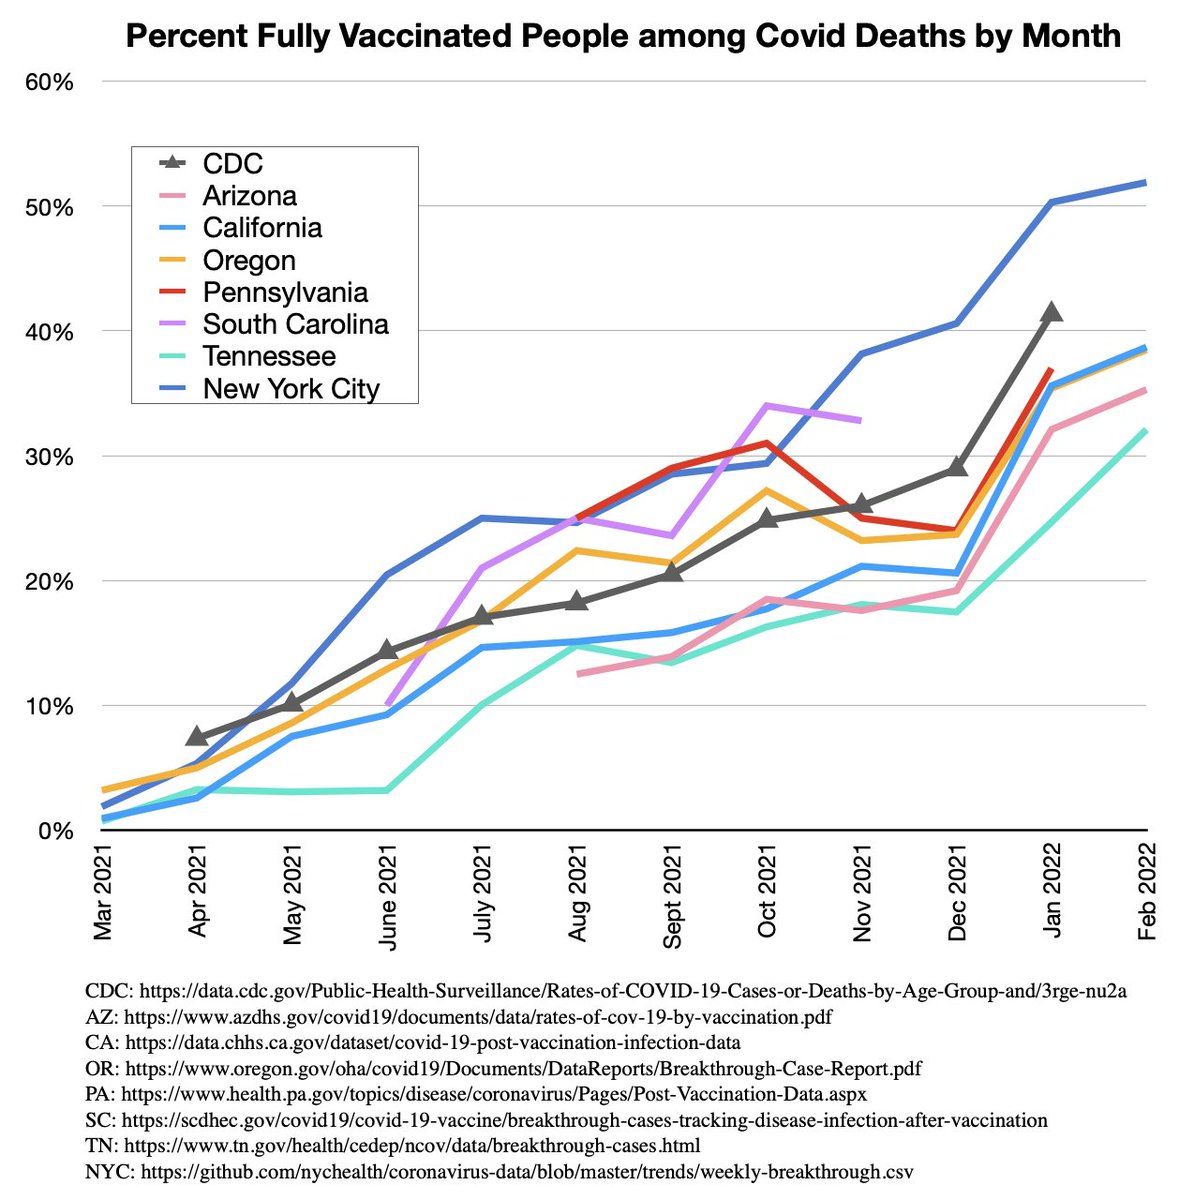 Percent Fully Vaccinated People among Covid Deaths by Month
60%
50%
40%
30%
20%
10%
0%
CDC
Arizona
California
Oregon
Pennsylvania
South Carolina
Tennessee
New York City
Mar 2021
Apr 2021
May 2021
June 2021
July 2021
Aug 2021
Sept 2021
Oct 2021
Nov 2021
Dec 2021
Jan 2022
Feb 2022
CDC: https://data.cdc.gov/Public-Health-Surveillance/Rates-of-COVID-19-Cases-or-Deaths-by-Age-Group-and/3rge-nu2a
AZ: https://www.azdhs.gov/covid19/documents/data/rates-of-cov-19-by-vaccination.pdf
CA: https://data.chhs.ca.gov/dataset/covid-19-post-vaccination-infection-data
OR: https://www.oregon.gov/oha/covid19/Documents/DataReports/Breakthrough-Case-Report.pdf
PA: https://www.health.pa.gov/topics/disease/coronavirus/Pages/Post-Vaccination-Data.aspx
SC: https://scdhec.gov/covid19/covid-19-vaccine/breakthrough-cases-tracking-disease-infection-after-vaccination
TN: https://www.tn.gov/health/cedep/ncov/data/breakthrough-cases.html
NYC: https://github.com/nychealth/coronavirus-data/blob/master/trends/weekly-breakthrough.csv